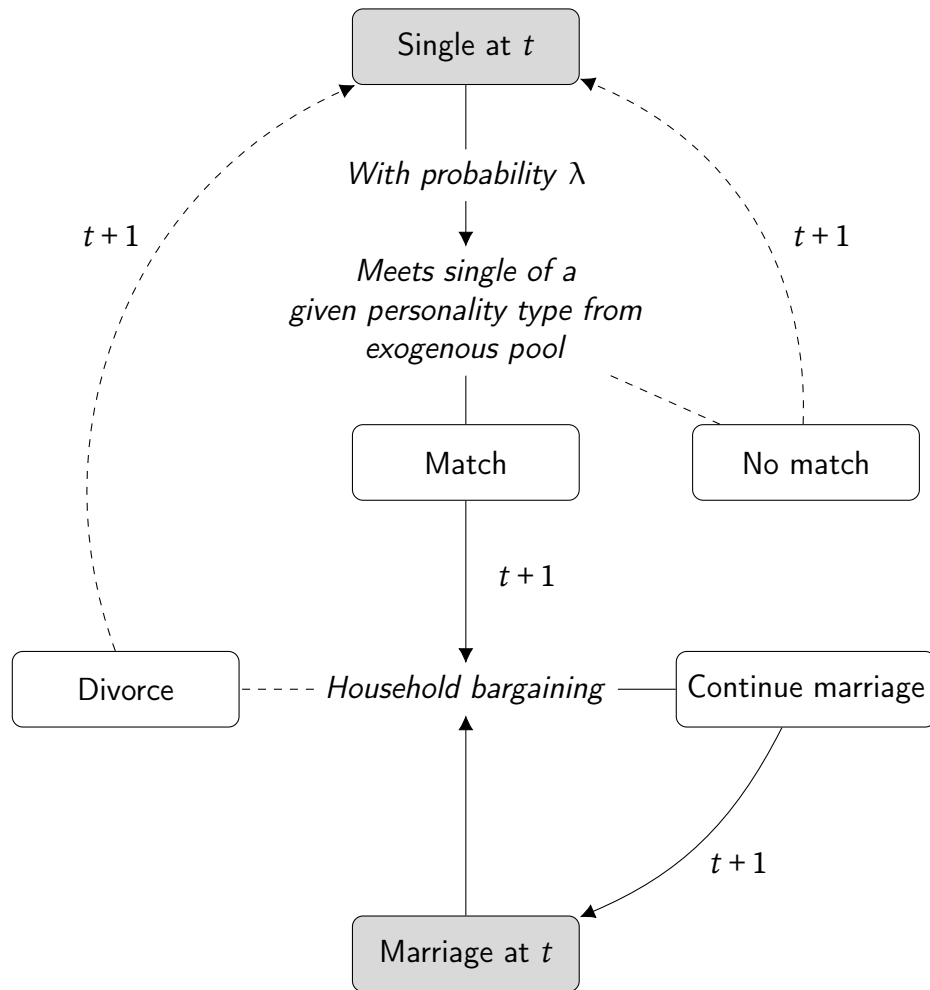 Single at t
With probability λ
t + 1
t + 1
Meets single of a
given personality type from
exogenous pool
Match
No match
t + 1
Divorce
Household bargaining
Continue marriage
t + 1
Marriage at t